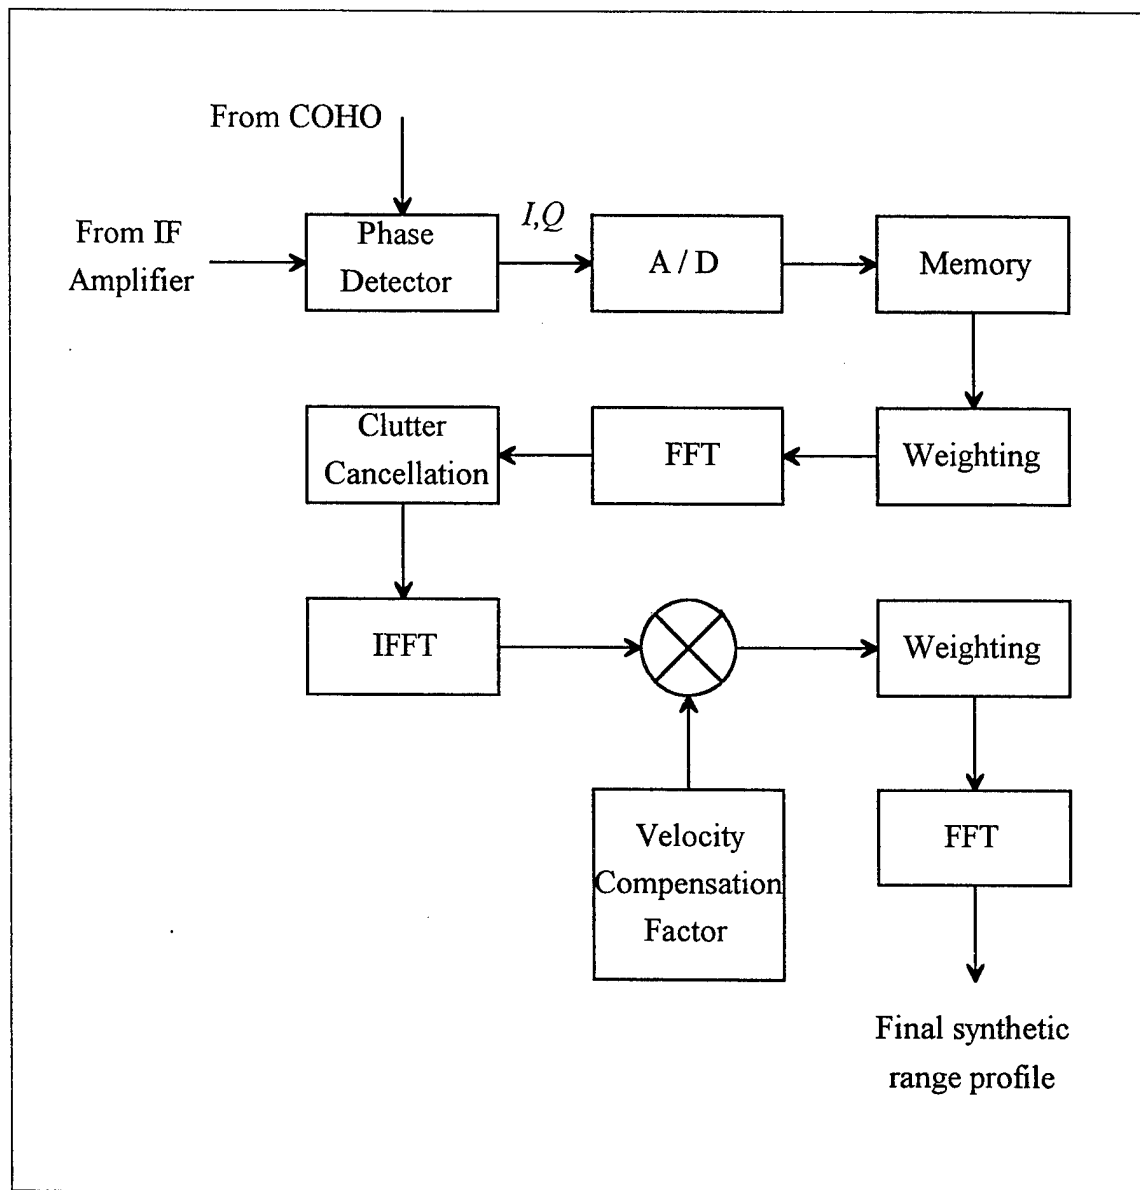 From COHO
From IF
Amplifier
Phase
Detector
I,Q
A / D
Memory
Clutter
Cancellation
FFT
Weighting
IFFT
Weighting
Velocity
Compensation
Factor
FFT
Final synthetic
range profile